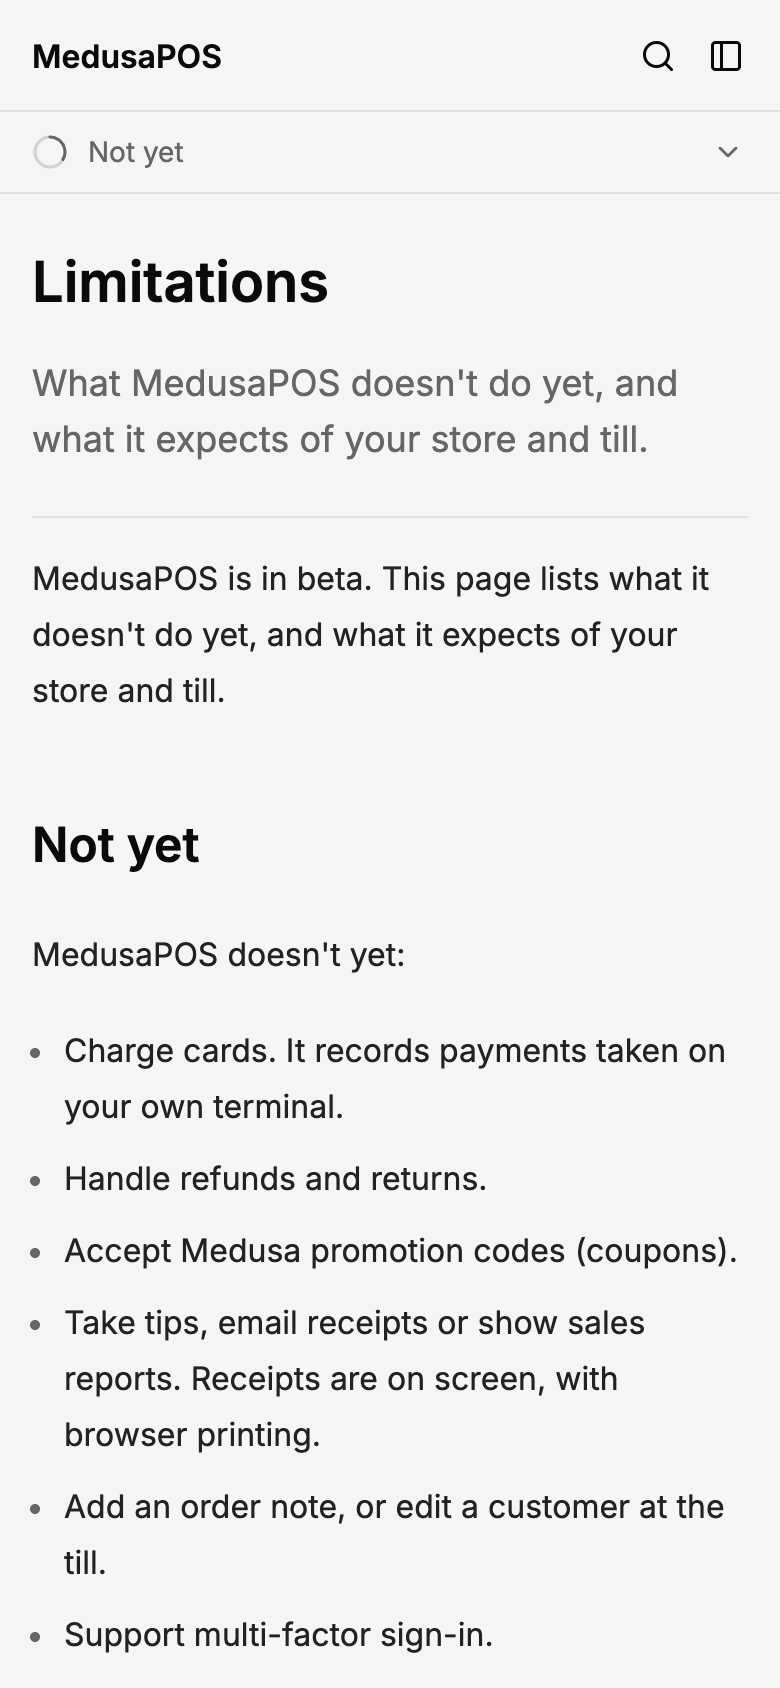 MedusaPOS
Not yet
Limitations
What MedusaPOS doesn't do yet, and
what it expects of your store and till.
MedusaPOS is in beta. This page lists what it
doesn't do yet, and what it expects of your
store and till.
Not yet
MedusaPOS doesn't yet:
Charge cards. It records payments taken on
your own terminal.
Handle refunds and returns.
Accept Medusa promotion codes (coupons).
Take tips, email receipts or show sales
reports. Receipts are on screen, with
browser printing.
Add an order note, or edit a customer at the
till.
Support multi-factor sign-in.